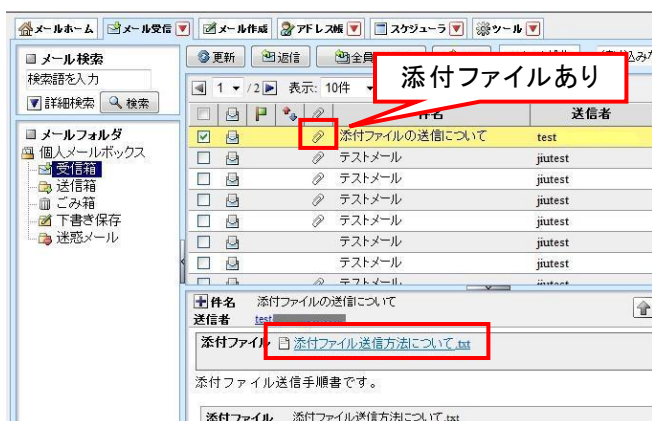 メールホーム メール受信 メール作成 アドレス帳 スケジューラ ツール
メール検索
検索語を入力
詳細検索 検索
メールフォルダ
個人メールボックス
受信箱
送信箱
ごみ箱
下書き保存
迷惑メール
更新 返信 全員
添付ファイルあり
1 /2 表示: 10件
件名 送信者
添付ファイルの送信について test
テストメール jiutest
テストメール jiutest
テストメール jiutest
テストメール jiutest
テストメール jiutest
テストメール jiutest
テストメール jiutest
件名 添付ファイルの送信について
送信者 test
添付ファイル 添付ファイル送信方法について.txt
添付ファイル送信手順書です。
添付ファイル 添付ファイル送信方法について.txt